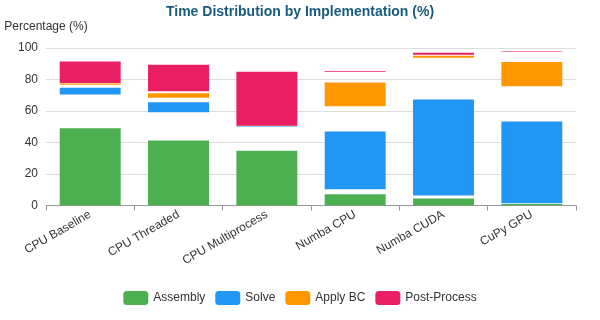 Time Distribution by Implementation (%)
Percentage (%)
100
80
60
40
20
0
CPU Baseline
CPU Threaded
CPU Multiprocess
Numba CPU
Numba CUDA
CuPy GPU
Assembly
Solve
Apply BC
Post-Process